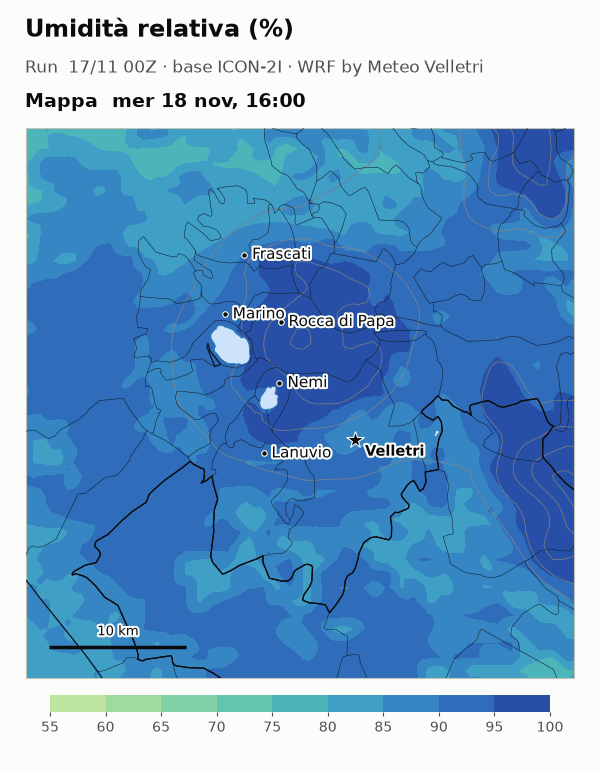 Umidità relativa (%)
Run  17/11 00Z · base ICON-2I · WRF by Meteo Velletri
Mappa  mer 18 nov, 16:00
Frascati
Marino
Rocca di Papa
Nemi
Velletri
Lanuvio
10 km
55 60 65 70 75 80 85 90 95 100